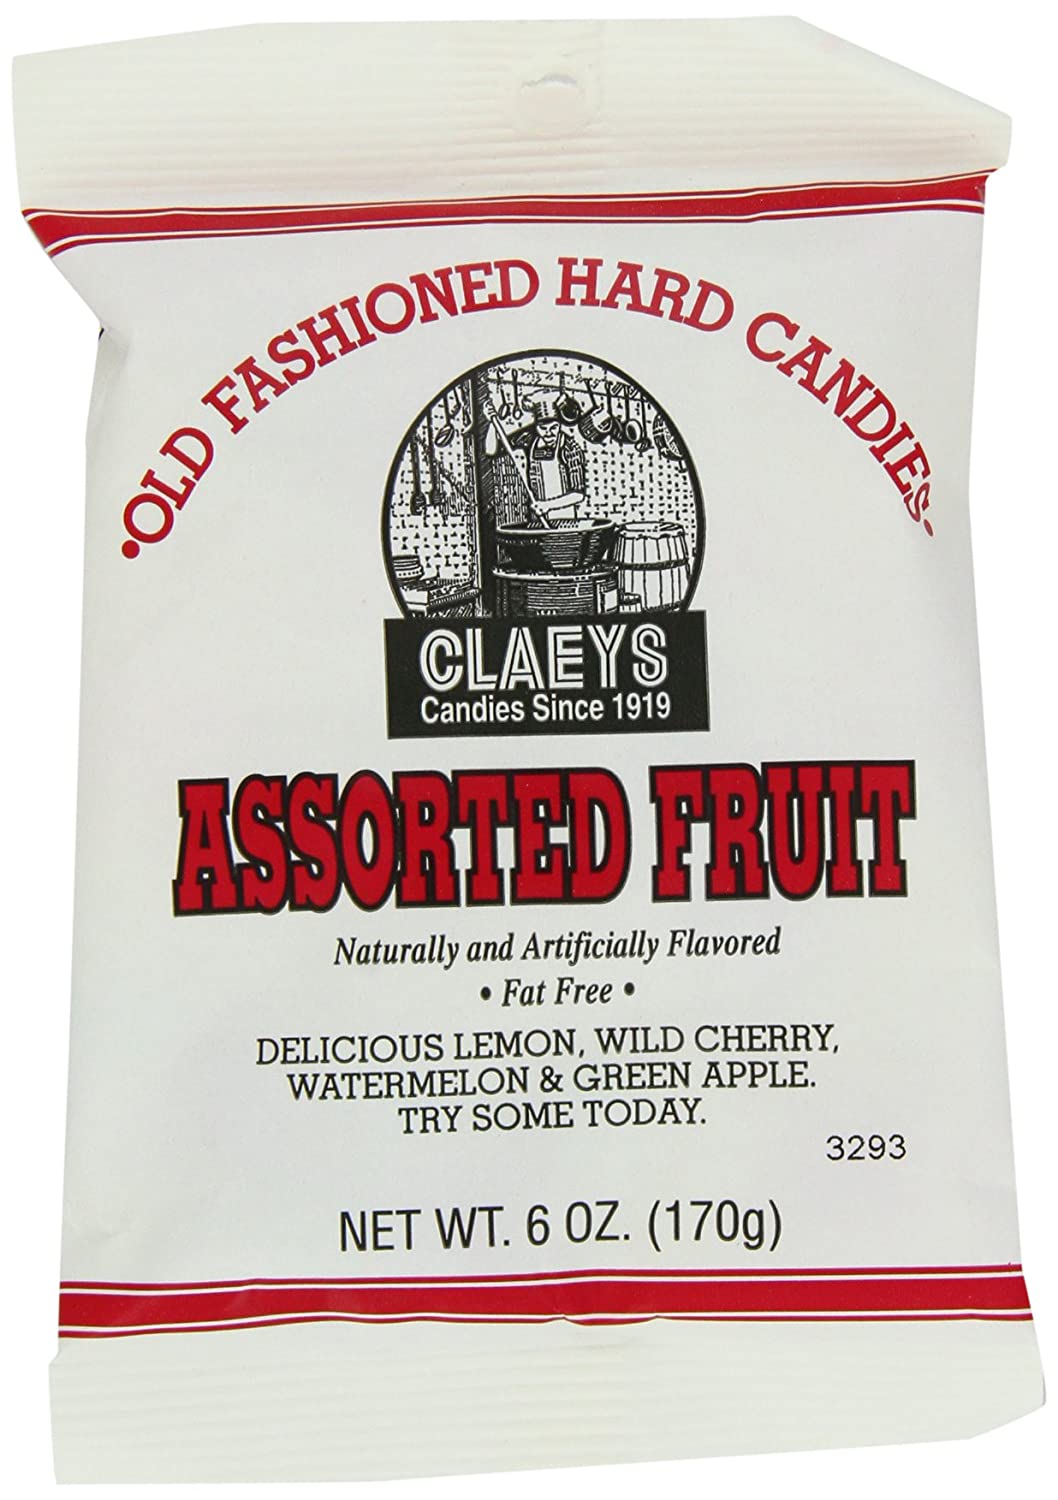 •OLD FASHIONED HARD CANDIES•
CLAEYS
Candies Since 1919
ASSORTED FRUIT
Naturally and Artificially Flavored
• Fat Free •
DELICIOUS LEMON, WILD CHERRY,
WATERMELON & GREEN APPLE.
TRY SOME TODAY.
3293
NET WT. 6 OZ. (170g)